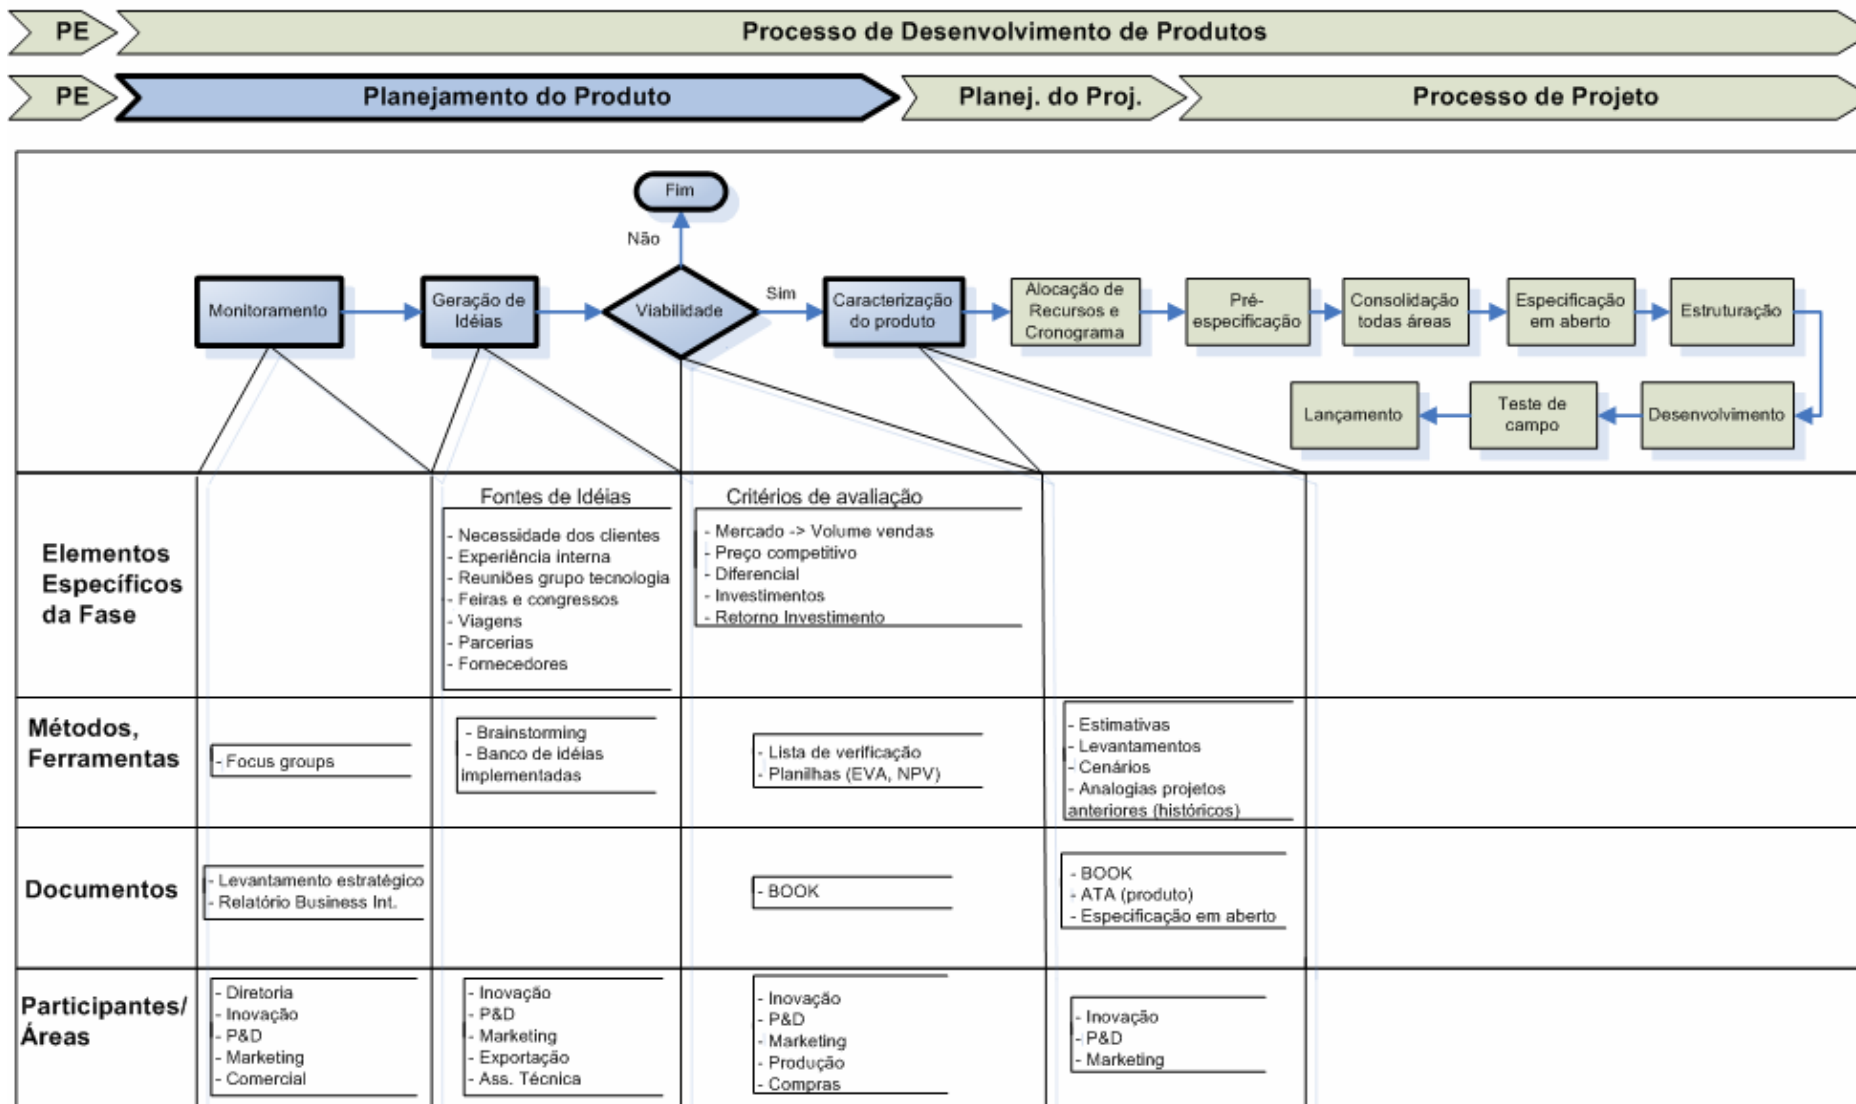 PE
Processo de Desenvolvimento de Produtos
PE
Planejamento do Produto
Planej. do Proj.
Processo de Projeto
Fim
Não
Monitoramento
Geração de
Idéias
Viabilidade
Sim
Caracterização
do produto
Alocação de
Recursos e
Cronograma
Pré-
especificação
Consolidação
todas áreas
Especificação
em aberto
Estruturação
Lançamento
Teste de
campo
Desenvolvimento
Elementos
Específicos
da Fase
Fontes de Idéias
- Necessidade dos clientes
- Experiência interna
- Reuniões grupo tecnologia
- Feiras e congressos
- Viagens
- Parcerias
- Fornecedores
Critérios de avaliação
- Mercado -> Volume vendas
- Preço competitivo
- Diferencial
- Investimentos
- Retorno Investimento
Métodos,
Ferramentas
- Focus groups
- Brainstorming
- Banco de idéias
implementadas
- Lista de verificação
- Planilhas (EVA, NPV)
- Estimativas
- Levantamentos
- Cenários
- Analogias projetos
anteriores (históricos)
Documentos
- Levantamento estratégico
- Relatório Business Int.
- BOOK
- BOOK
- ATA (produto)
- Especificação em aberto
Participantes/
Áreas
- Diretoria
- Inovação
- P&D
- Marketing
- Comercial
- Inovação
- P&D
- Marketing
- Exportação
- Ass. Técnica
- Inovação
- P&D
- Marketing
- Produção
- Compras
- Inovação
- P&D
- Marketing